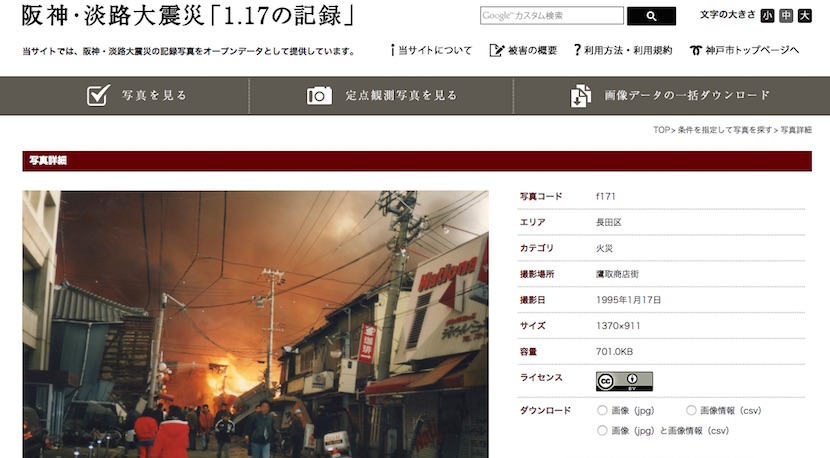 阪神・淡路大震災「1.17の記録」
Google™ カスタム検索
文字の大きさ 小 中 大
当サイトでは、阪神・淡路大震災の記録写真をオープンデータとして提供しています。
当サイトについて
被害の概要
利用方法・利用規約
神戸市トップページへ
写真を見る
定点観測写真を見る
画像データの一括ダウンロード
TOP> 条件を指定して写真を探す> 写真詳細
写真詳細
写真コード f171
エリア 長田区
カテゴリ 火災
撮影場所 鷹取商店街
撮影日 1995年1月17日
サイズ 1370×911
容量 701.0KB
ライセンス cc BY
ダウンロード 画像（jpg） 画像情報（csv）
画像（jpg）と画像情報（csv）
National
珈琲